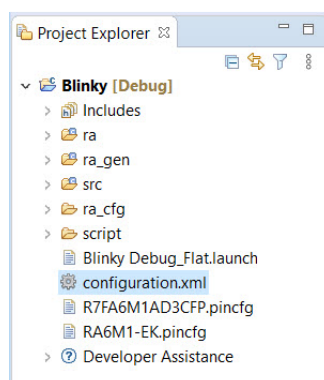 Project Explorer
Blinky [Debug]
Includes
ra
ra_gen
src
ra_cfg
script
Blinky Debug_Flat.launch
configuration.xml
R7FA6M1AD3CFP.pincfg
RA6M1-EK.pincfg
Developer Assistance